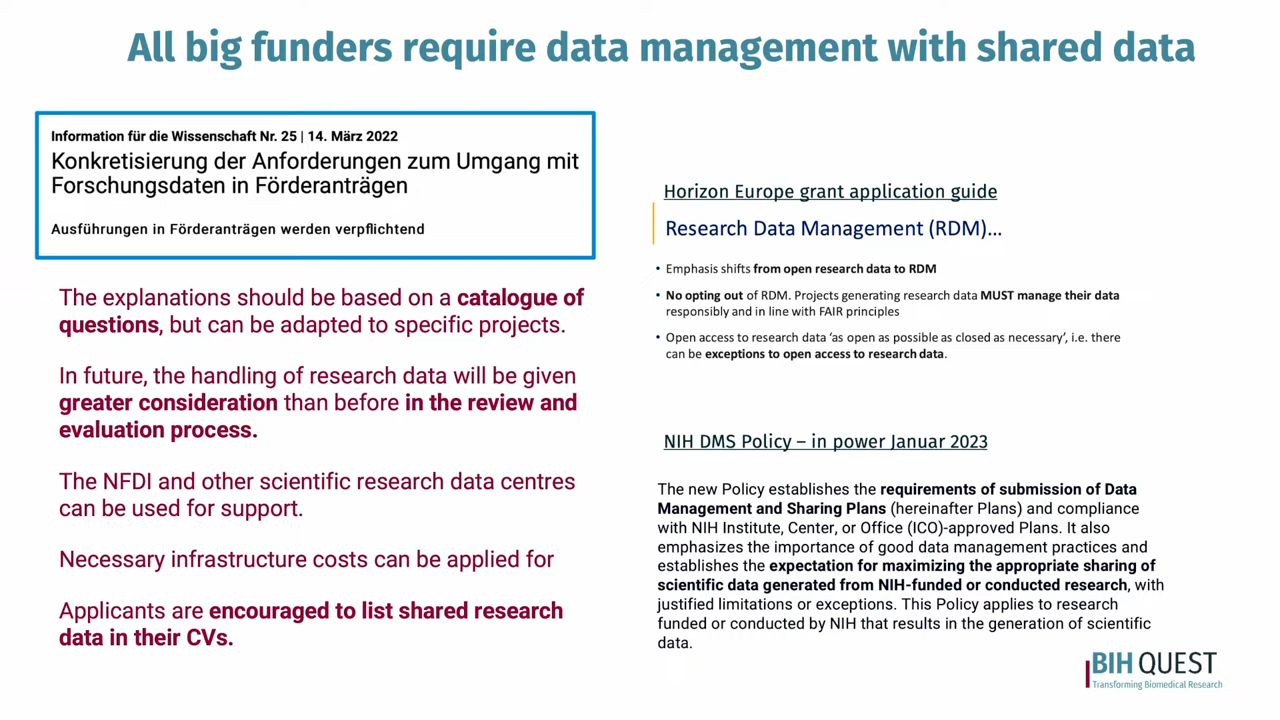 All big funders require data management with shared data
Information für die Wissenschaft Nr. 25 | 14. März 2022
Konkretisierung der Anforderungen zum Umgang mit
Forschungsdaten in Förderanträgen
Ausführungen in Förderanträgen werden verpflichtend
The explanations should be based on a catalogue of
questions, but can be adapted to specific projects.
In future, the handling of research data will be given
greater consideration than before in the review and
evaluation process.
The NFDI and other scientific research data centres
can be used for support.
Necessary infrastructure costs can be applied for
Applicants are encouraged to list shared research
data in their CVs.
Horizon Europe grant application guide
Research Data Management (RDM)...
• Emphasis shifts from open research data to RDM
• No opting out of RDM. Projects generating research data MUST manage their data
responsibly and in line with FAIR principles
• Open access to research data ‘as open as possible as closed as necessary’, i.e. there
can be exceptions to open access to research data.
NIH DMS Policy – in power Januar 2023
The new Policy establishes the requirements of submission of Data
Management and Sharing Plans (hereinafter Plans) and compliance
with NIH Institute, Center, or Office (ICO)-approved Plans. It also
emphasizes the importance of good data management practices and
establishes the expectation for maximizing the appropriate sharing of
scientific data generated from NIH-funded or conducted research, with
justified limitations or exceptions. This Policy applies to research
funded or conducted by NIH that results in the generation of scientific
data.
BIH QUEST
Transforming Biomedical Research